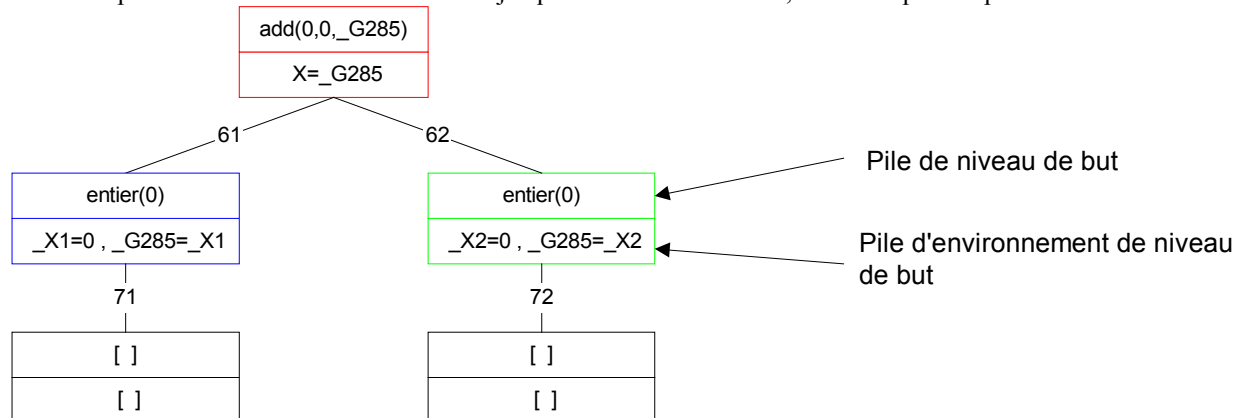 add(0,0,_G285)
X=_G285
61
62
Pile de niveau de but
entier(0)
entier(0)
_X1=0 , _G285=_X1
_X2=0 , _G285=_X2
Pile d'environnement de niveau
de but
71
72
[ ]
[ ]
[ ]
[ ]